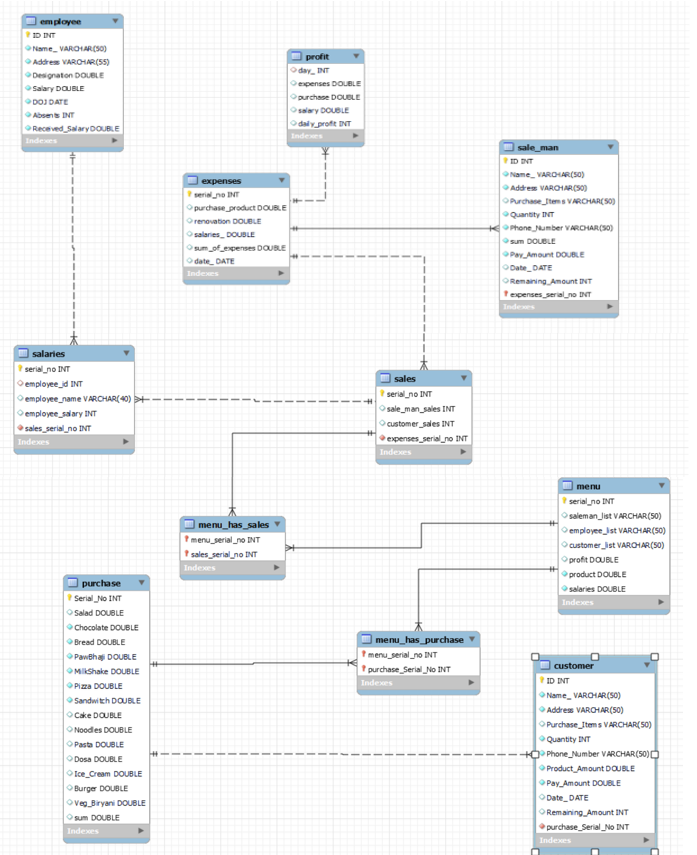 employee
ID INT
Name_ VARCHAR(50)
Address VARCHAR(55)
Designation DOUBLE
Salary DOUBLE
DOJ DATE
Absents INT
Received_Salary DOUBLE
Indexes
profit
day_ INT
expenses DOUBLE
purchase DOUBLE
salary DOUBLE
daily_profit INT
Indexes
sale_man
ID INT
Name_ VARCHAR(50)
Address VARCHAR(50)
Purchase_Items VARCHAR(50)
Quantity INT
Phone_Number VARCHAR(50)
sum DOUBLE
Pay_Amount DOUBLE
Date_ DATE
Remaining_Amount INT
expenses_serial_no INT
Indexes
expenses
serial_no INT
purchase_product DOUBLE
renovation DOUBLE
salaries_ DOUBLE
sum_of_expenses DOUBLE
date_ DATE
Indexes
salaries
serial_no INT
employee_id INT
employee_name VARCHAR(40)
employee_salary INT
sales_serial_no INT
Indexes
sales
serial_no INT
sale_man_sales INT
customer_sales INT
expenses_serial_no INT
Indexes
menu
serial_no INT
saleman_list VARCHAR(50)
employee_list VARCHAR(50)
customer_list VARCHAR(50)
profit DOUBLE
product DOUBLE
salaries DOUBLE
Indexes
menu_has_sales
menu_serial_no INT
sales_serial_no INT
Indexes
purchase
Serial_No INT
Salad DOUBLE
Chocolate DOUBLE
Bread DOUBLE
PawBhaji DOUBLE
MilkShake DOUBLE
Pizza DOUBLE
Sandwitch DOUBLE
Cake DOUBLE
Noodles DOUBLE
Pasta DOUBLE
Dosa DOUBLE
Ice_Cream DOUBLE
Burger DOUBLE
Veg_Biryani DOUBLE
sum DOUBLE
Indexes
menu_has_purchase
menu_serial_no INT
purchase_Serial_No INT
Indexes
customer
ID INT
Name_ VARCHAR(50)
Address VARCHAR(50)
Purchase_Items VARCHAR(50)
Quantity INT
Phone_Number VARCHAR(50)
Product_Amount DOUBLE
Pay_Amount DOUBLE
Date_ DATE
Remaining_Amount INT
purchase_Serial_No INT
Indexes